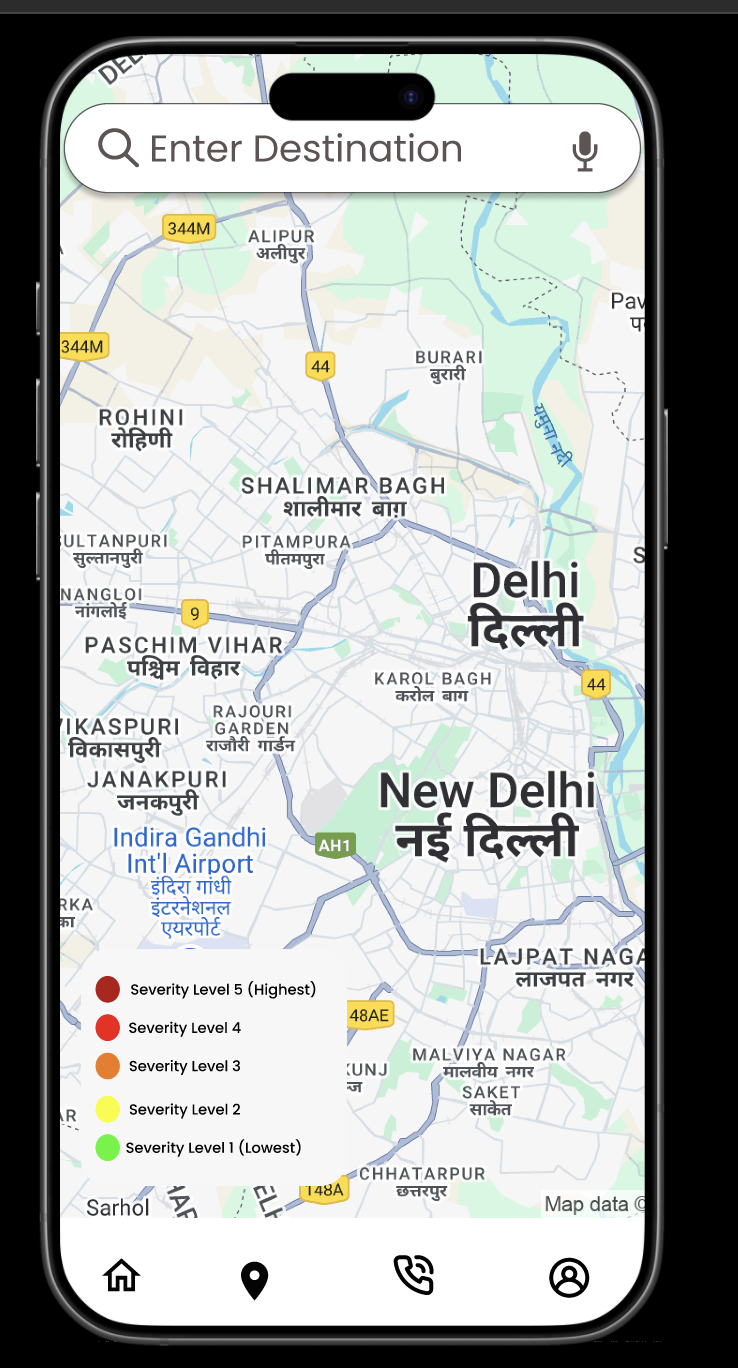 Enter Destination
344M
ALIPUR
अलीपुर
344M
44
BURARI
बुरारी
ROHINI
रोहिणी
यमुना नदी
SHALIMAR BAGH
शालीमार बाग़
PITAMPURA
पीतमपुरा
ULTANPURI
सुल्तानपुरी
NANGLOI
नांगलोई
9
Delhi
दिल्ली
PASCHIM VIHAR
पश्चिम विहार
KAROL BAGH
करोल बाग
44
RAJOURI
GARDEN
राजौरी गार्डन
VIKASPURI
विकासपुरी
JANAKPURI
जनकपुरी
New Delhi
नई दिल्ली
Indira Gandhi
Int'l Airport
इंदिरा गांधी
इंटरनेशनल
एयरपोर्ट
AH1
LAJPAT NAGA
लाजपत नगर
Severity Level 5 (Highest)
Severity Level 4
Severity Level 3
Severity Level 2
Severity Level 1 (Lowest)
48AE
MALVIYA NAGAR
मालवीय नगर
SAKET
साकेत
CHHATARPUR
छत्तरपुर
148A
Sarhol
Map data ©